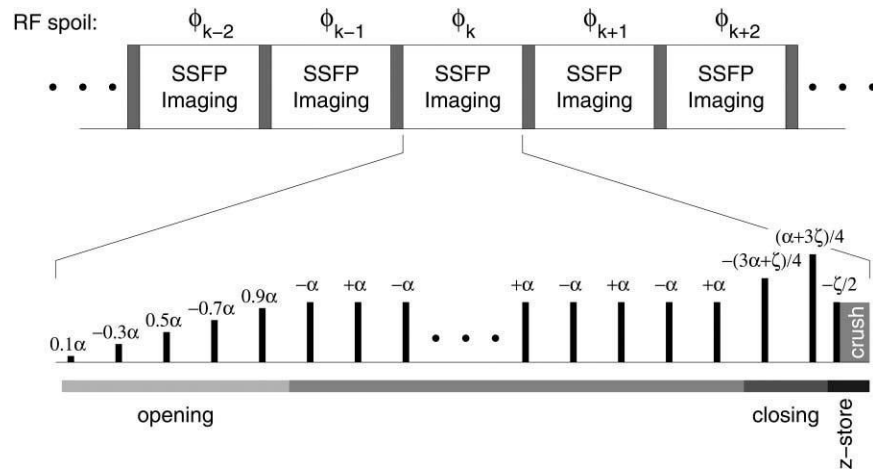 RF spoil: ϕk−2 ϕk−1 ϕk ϕk+1 ϕk+2
• • • SSFP Imaging SSFP Imaging SSFP Imaging SSFP Imaging SSFP Imaging • • •
(α+3ζ)/4
−(3α+ζ)/4
0.1α −0.3α 0.5α −0.7α 0.9α −α +α −α • • • +α −α +α −α +α −ζ/2
crush
opening closing z−store